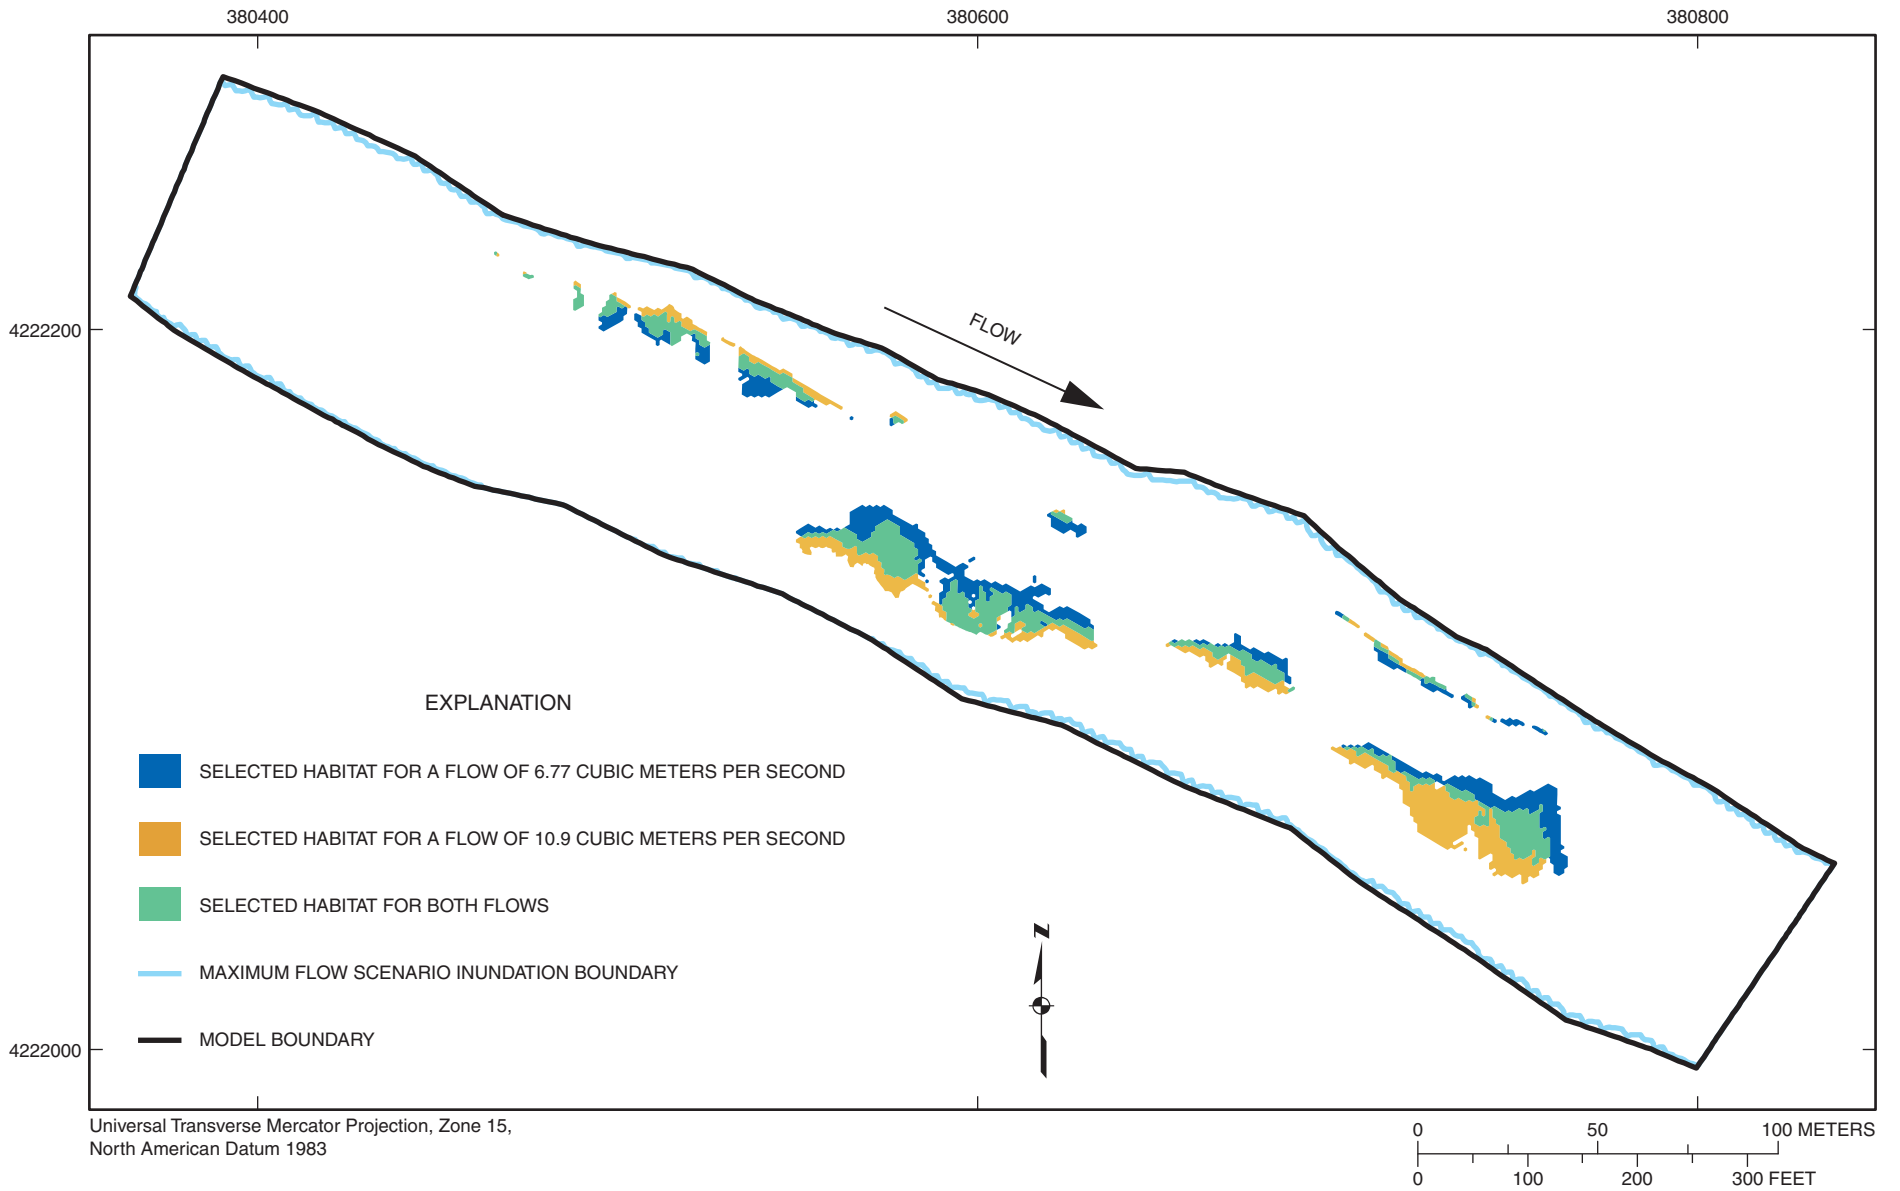 380400
380600
380800
4222200
FLOW
EXPLANATION
SELECTED HABITAT FOR A FLOW OF 6.77 CUBIC METERS PER SECOND
SELECTED HABITAT FOR A FLOW OF 10.9 CUBIC METERS PER SECOND
SELECTED HABITAT FOR BOTH FLOWS
MAXIMUM FLOW SCENARIO INUNDATION BOUNDARY
MODEL BOUNDARY
N
4222000
Universal Transverse Mercator Projection, Zone 15,
North American Datum 1983
0 50 100 METERS
0 100 200 300 FEET